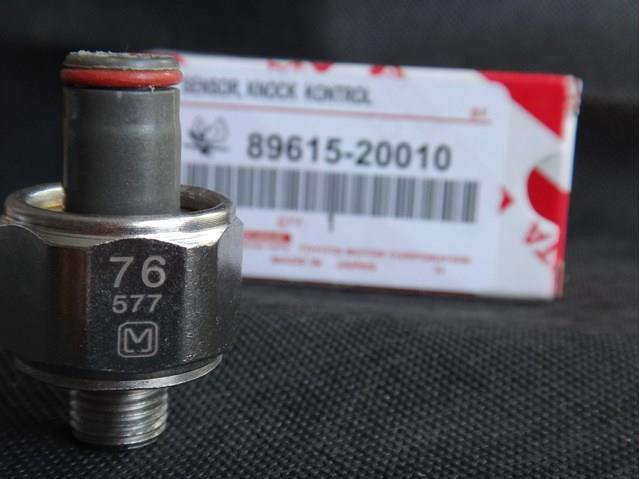 SENSOR, KNOCK KONTROL
89615-20010
TOYOTA MOTOR CORPORATION
MADE IN JAPAN
76
577
M